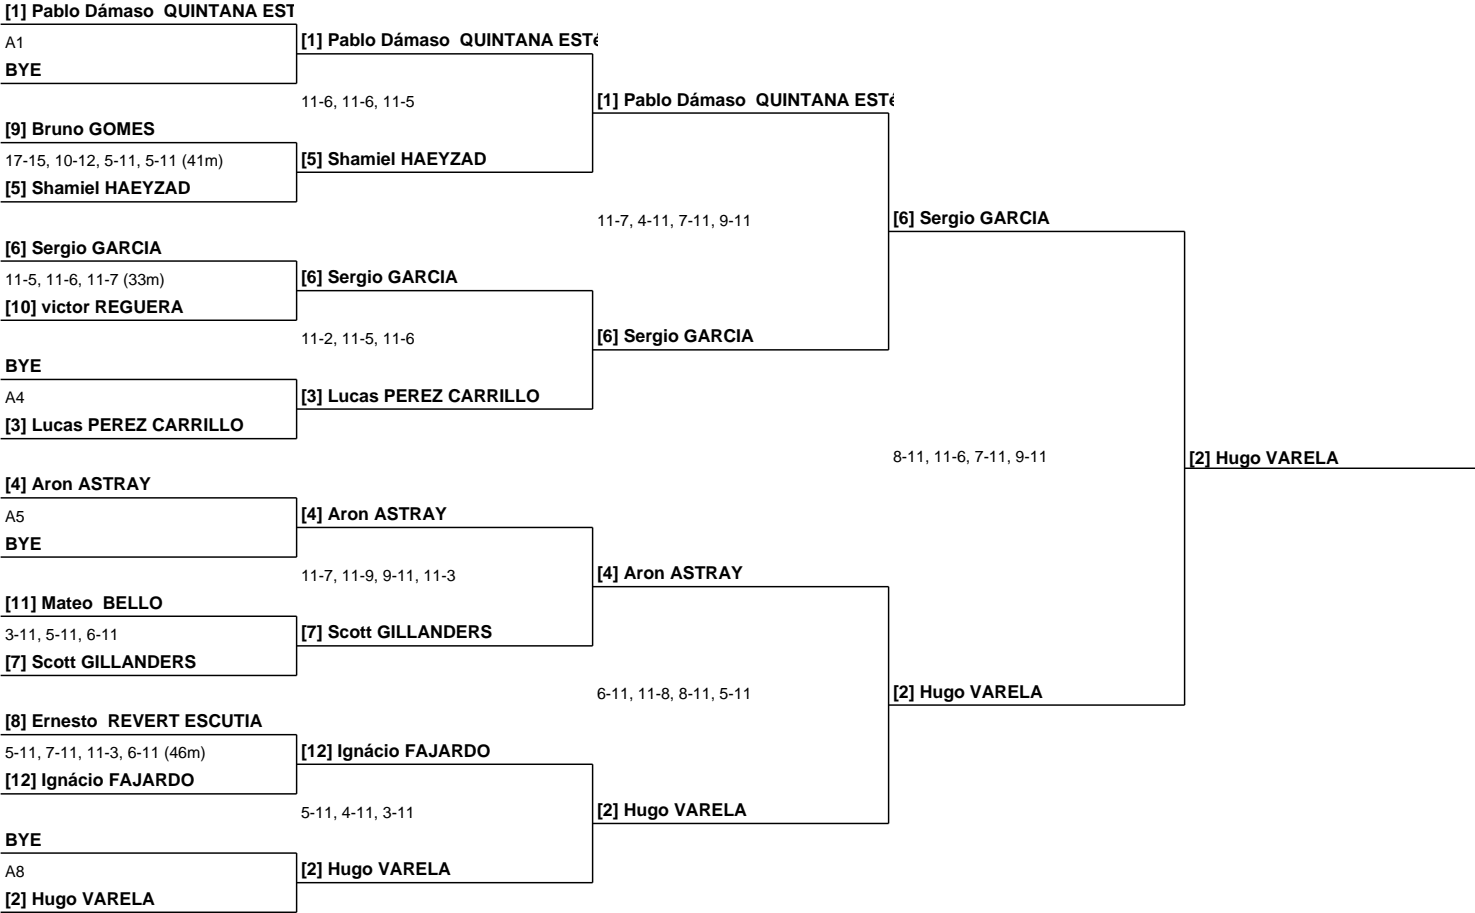 [1] Pablo Dámaso  QUINTANA EST
A1
BYE
[9] Bruno GOMES
17-15, 10-12, 5-11, 5-11 (41m)
[5] Shamiel HAEYZAD
[6] Sergio GARCIA
11-5, 11-6, 11-7 (33m)
[10] victor REGUERA
BYE
A4
[3] Lucas PEREZ CARRILLO
[4] Aron ASTRAY
A5
BYE
[11] Mateo  BELLO
3-11, 5-11, 6-11
[7] Scott GILLANDERS
[8] Ernesto  REVERT ESCUTIA
5-11, 7-11, 11-3, 6-11 (46m)
[12] Ignácio FAJARDO
BYE
A8
[2] Hugo VARELA
[1] Pablo Dámaso  QUINTANA ESTé
11-6, 11-6, 11-5
[5] Shamiel HAEYZAD
[6] Sergio GARCIA
11-2, 11-5, 11-6
[3] Lucas PEREZ CARRILLO
[4] Aron ASTRAY
11-7, 11-9, 9-11, 11-3
[7] Scott GILLANDERS
[12] Ignácio FAJARDO
5-11, 4-11, 3-11
[2] Hugo VARELA
[1] Pablo Dámaso  QUINTANA ESTé
11-7, 4-11, 7-11, 9-11
[6] Sergio GARCIA
[4] Aron ASTRAY
6-11, 11-8, 8-11, 5-11
[2] Hugo VARELA
[6] Sergio GARCIA
8-11, 11-6, 7-11, 9-11
[2] Hugo VARELA
[2] Hugo VARELA